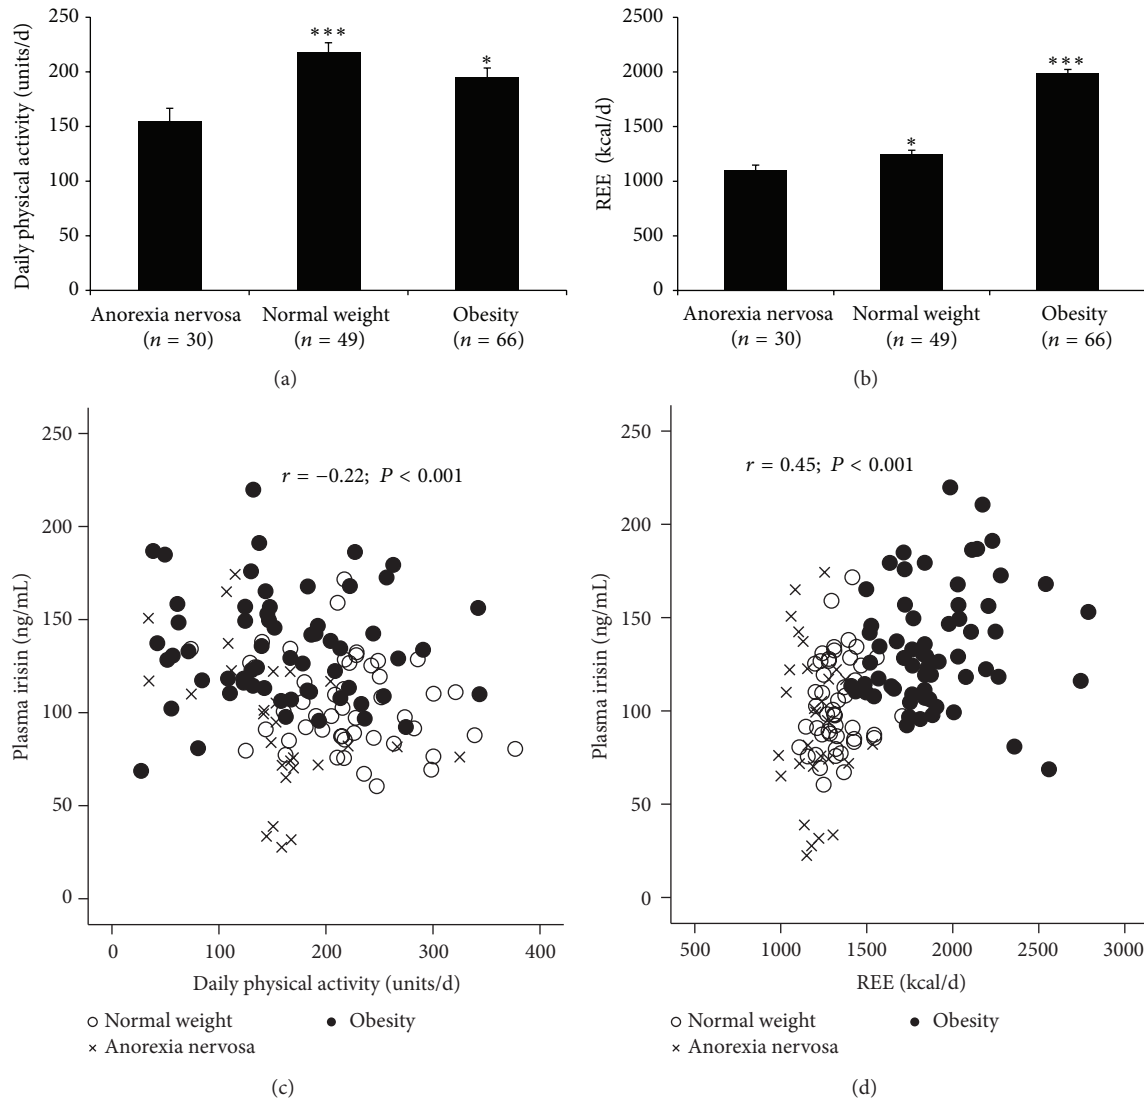 250
200
150
100
50
0
Daily physical activity (units/d)
***
*
Anorexia nervosa
(n = 30)
Normal weight
(n = 49)
Obesity
(n = 66)
(a)
2500
2000
1500
1000
500
0
REE (kcal/d)
*
***
Anorexia nervosa
(n = 30)
Normal weight
(n = 49)
Obesity
(n = 66)
(b)
250
200
150
100
50
0
Plasma irisin (ng/mL)
r = −0.22; P < 0.001
0 100 200 300 400
Daily physical activity (units/d)
Normal weight
Obesity
Anorexia nervosa
(c)
250
200
150
100
50
0
Plasma irisin (ng/mL)
r = 0.45; P < 0.001
500 1000 1500 2000 2500 3000
REE (kcal/d)
Normal weight
Obesity
Anorexia nervosa
(d)